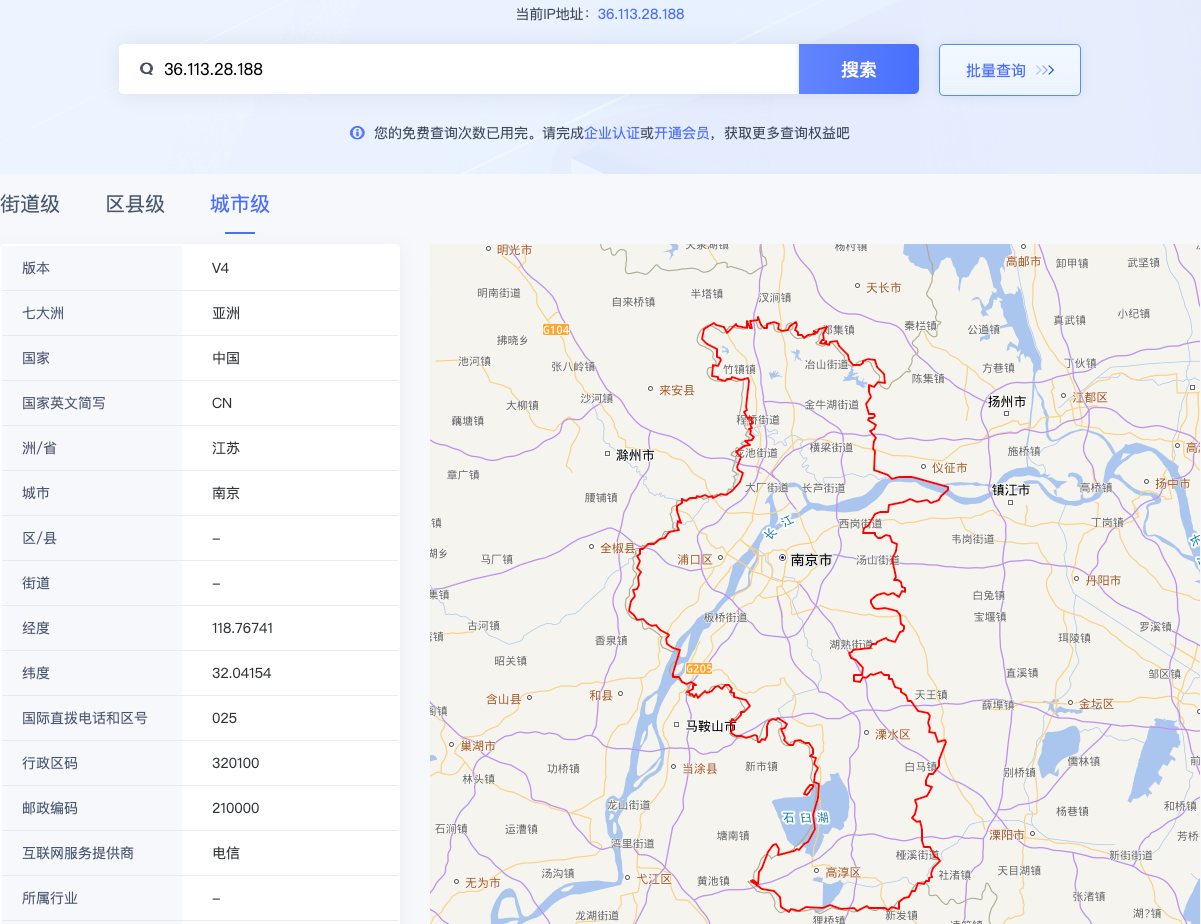 当前IP地址：36.113.28.188
36.113.28.188
搜索
批量查询 >>>
您的免费查询次数已用完。请完成企业认证或开通会员，获取更多查询权益吧
街道级 区县级 城市级
版本 V4
七大洲 亚洲
国家 中国
国家英文简写 CN
洲/省 江苏
城市 南京
区/县 –
街道 –
经度 118.76741
纬度 32.04154
国际直拨电话和区号 025
行政区码 320100
邮政编码 210000
互联网服务提供商 电信
所属行业 –
明光市
杨村镇
高邮市
卸甲镇
武坚镇
明南街道
自来桥镇
半塔镇
汊涧镇
天长市
G104
秦栏镇
公道镇
真武镇
小纪镇
拂晓乡
池河镇
张八岭镇
竹镇镇
冶山街道
陈集镇
方巷镇
丁伙镇
来安县
大柳镇
沙河镇
金牛湖街道
扬州市
江都区
藕塘镇
程桥街道
滁州市
龙池街道
横梁街道
施桥镇
章广镇
仪征市
腰铺镇
大厂街道
长芦街道
镇江市
高桥镇
扬中市
西岗街道
丁岗镇
长江
马厂镇
全椒县
浦口区
南京市
汤山街道
韦岗街道
丹阳市
白兔镇
古河镇
香泉镇
板桥街道
宝堰镇
湖熟街道
珥陵镇
罗溪镇
昭关镇
G205
直溪镇
邹区镇
含山县
和县
天王镇
薛埠镇
金坛区
马鞍山市
溧水区
巢湖市
林头镇
功桥镇
当涂县
新市镇
白马镇
别桥镇
儒林镇
龙山街道
石臼湖
杨巷镇
和桥镇
石涧镇
运漕镇
湾里街道
塘南镇
溧阳市
芳桥
桠溪街道
新街街道
无为市
汤沟镇
弋江区
黄池镇
高淳区
社渚镇
天目湖镇
张渚镇
龙湖街道
狸桥镇
新发镇
湖?镇